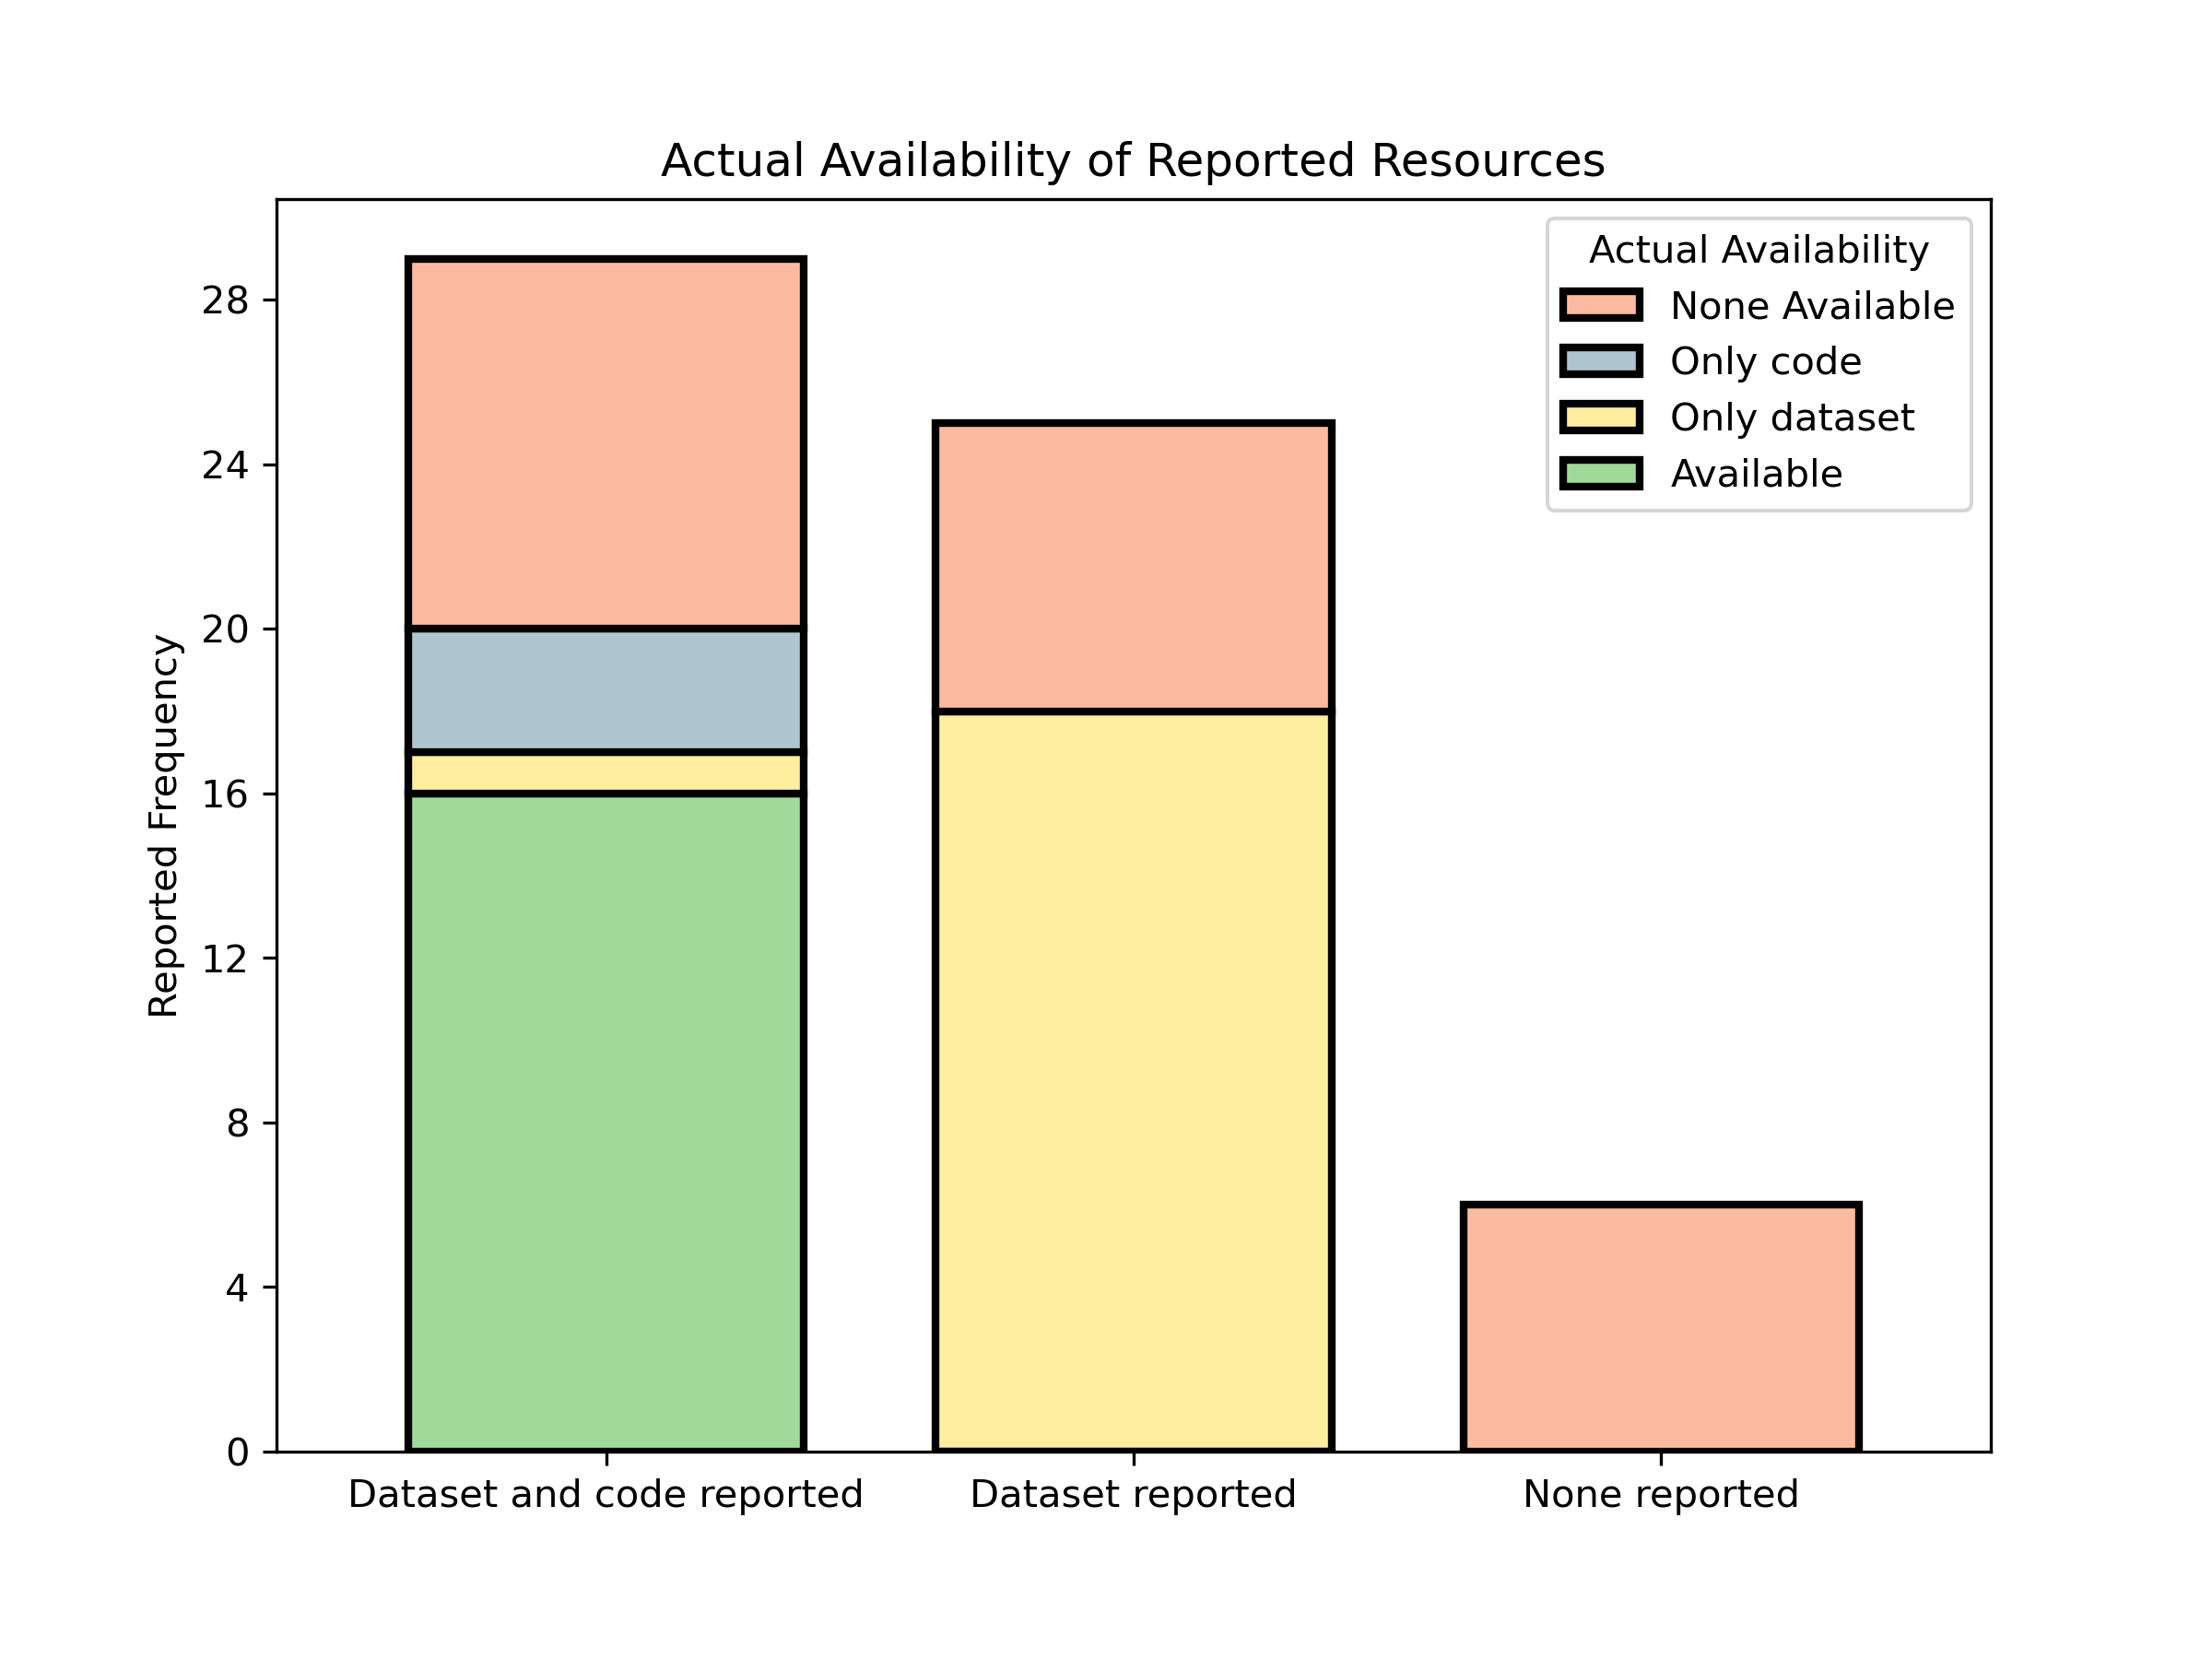 Actual Availability of Reported Resources
Actual Availability
None Available
Only code
Only dataset
Available
Reported Frequency
28
24
20
16
12
8
4
0
Dataset and code reported
Dataset reported
None reported